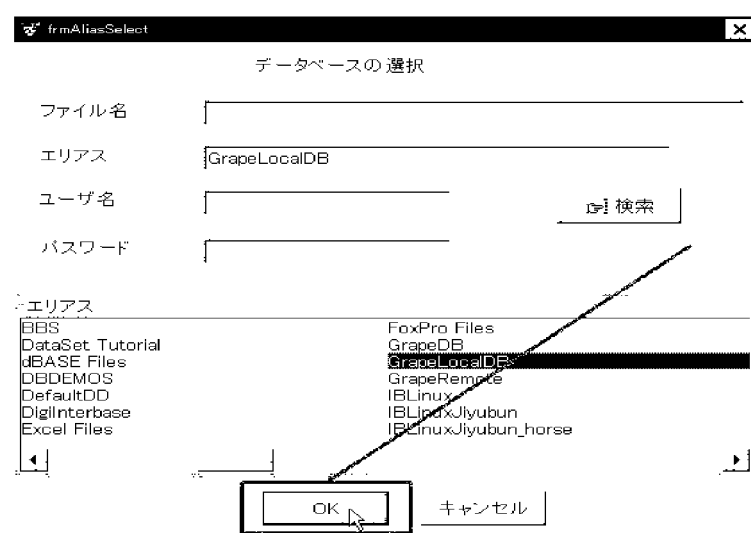 frmAliasSelect
データベースの選択
ファイル名
エリアス GrapeLocalDB
ユーザ名
検索
パスワード
エリアス
BBS
DataSet Tutorial
dBASE Files
DBDEMOS
DefaultDD
DigiInterbase
Excel Files
FoxPro Files
GrapeDB
GrapeLocalDB
GrapeRemote
IBLinux
IBLinuxJiyubun
IBLinuxJiyubun_horse
OK キャンセル